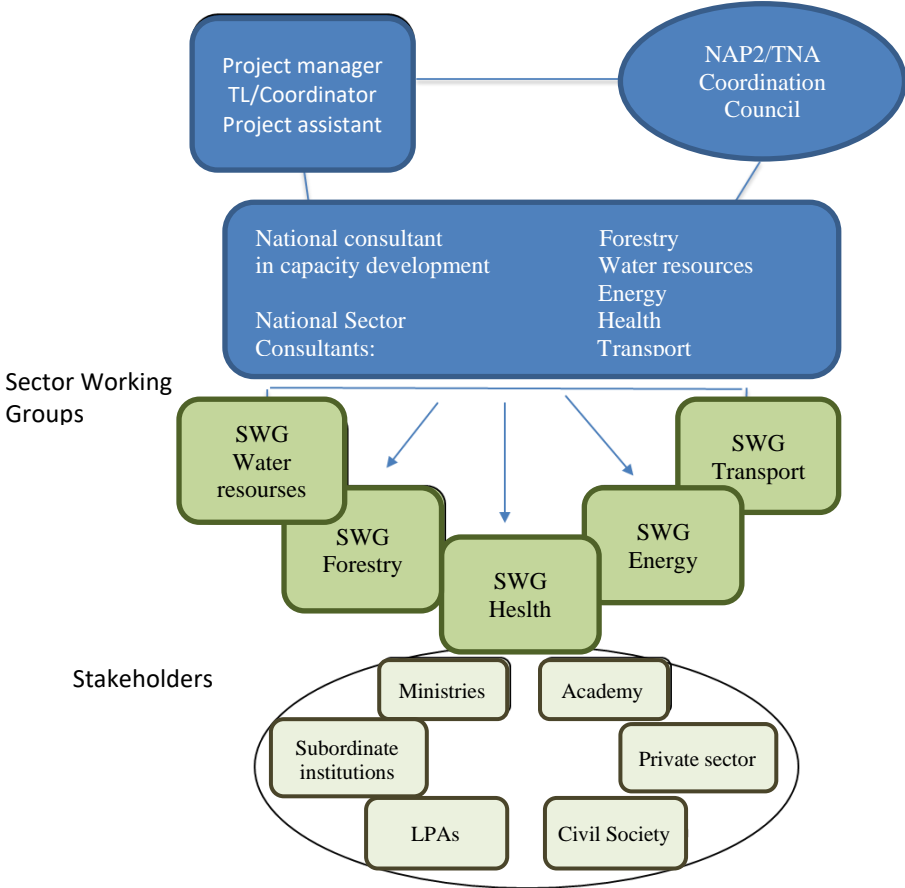 Project manager
TL/Coordinator
Project assistant
NAP2/TNA
Coordination
Council
National consultant
in capacity development
National Sector
Consultants:
Forestry
Water resources
Energy
Health
Transport
Sector Working
Groups
SWG
Water
resourses
SWG
Forestry
SWG
Heslth
SWG
Energy
SWG
Transport
Stakeholders
Ministries
Academy
Subordinate
institutions
Private sector
LPAs
Civil Society